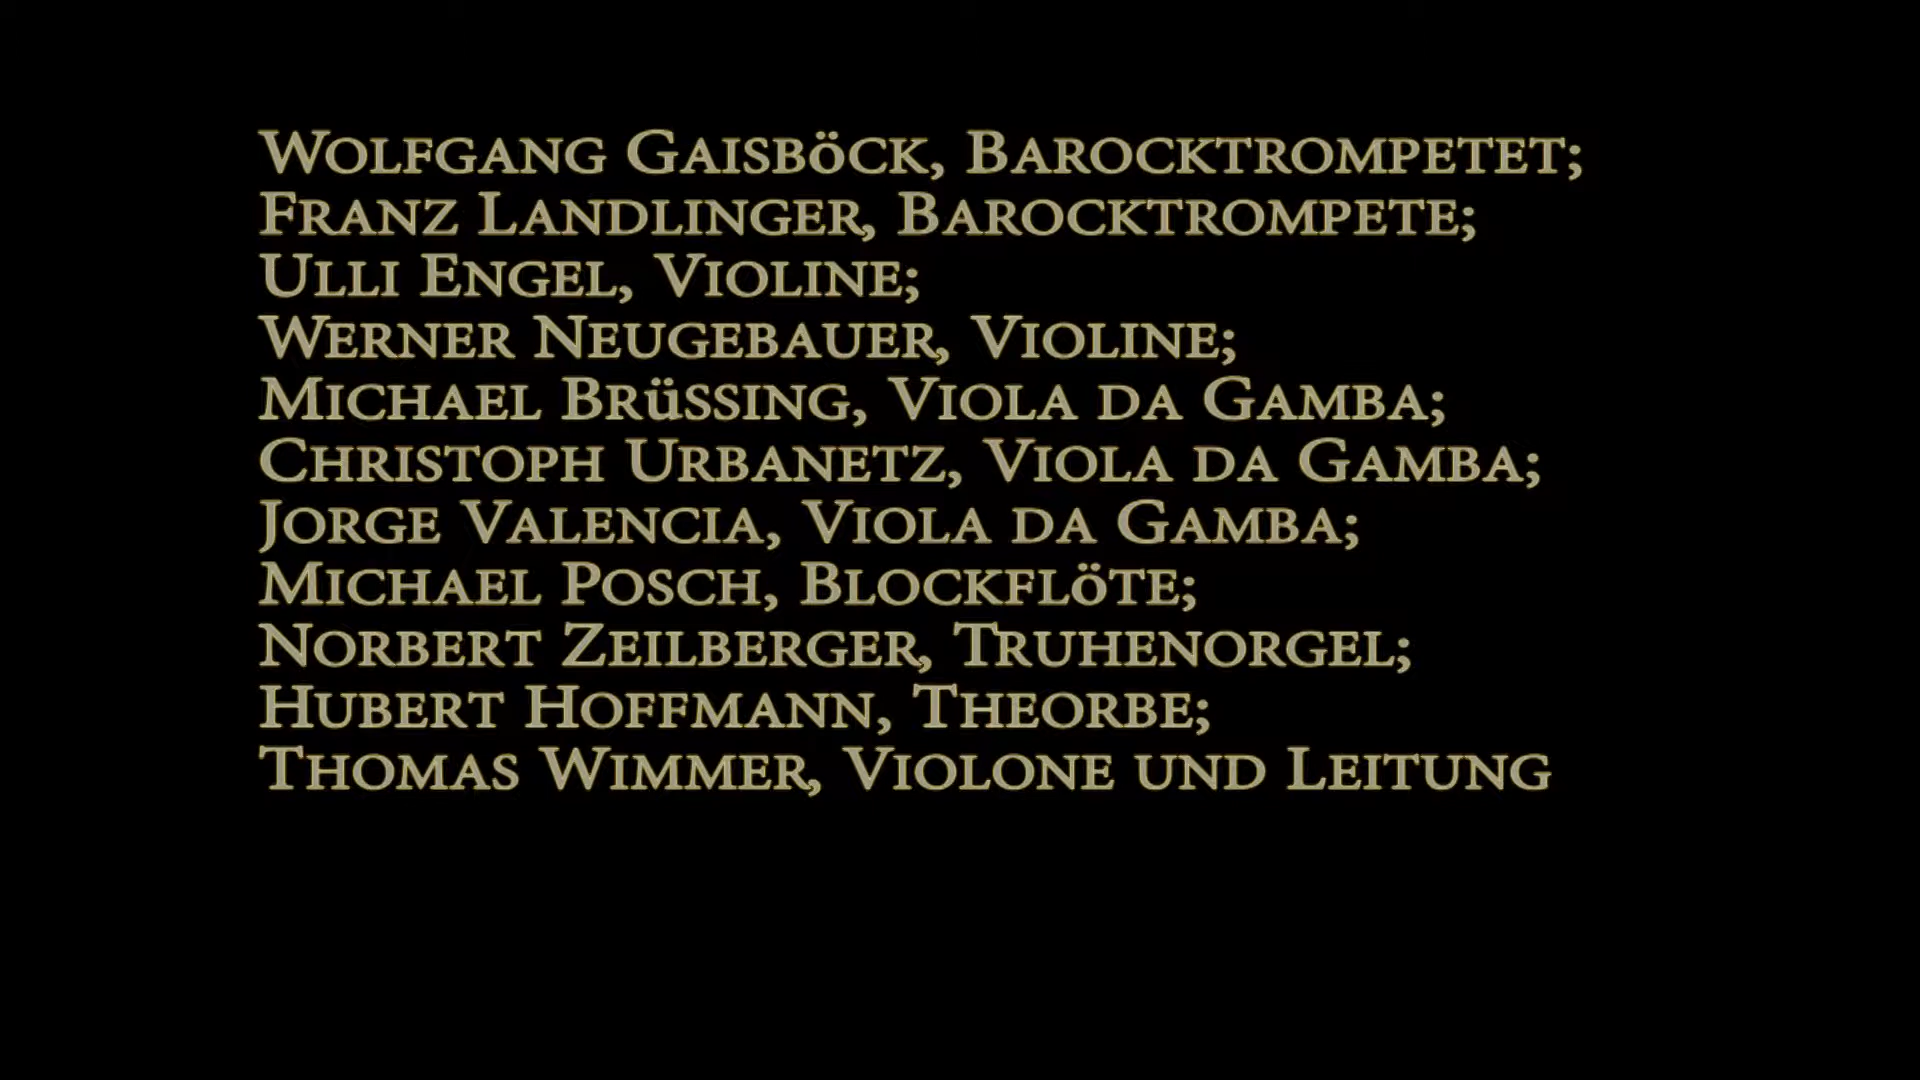 Wolfgang Gaisböck, Barocktrompetet;
Franz Landlinger, Barocktrompete;
Ulli Engel, Violine;
Werner Neugebauer, Violine;
Michael Brüssing, Viola da Gamba;
Christoph Urbanetz, Viola da Gamba;
Jorge Valencia, Viola da Gamba;
Michael Posch, Blockflöte;
Norbert Zeilberger, Truhenorgel;
Hubert Hoffmann, Theorbe;
Thomas Wimmer, Violone und Leitung